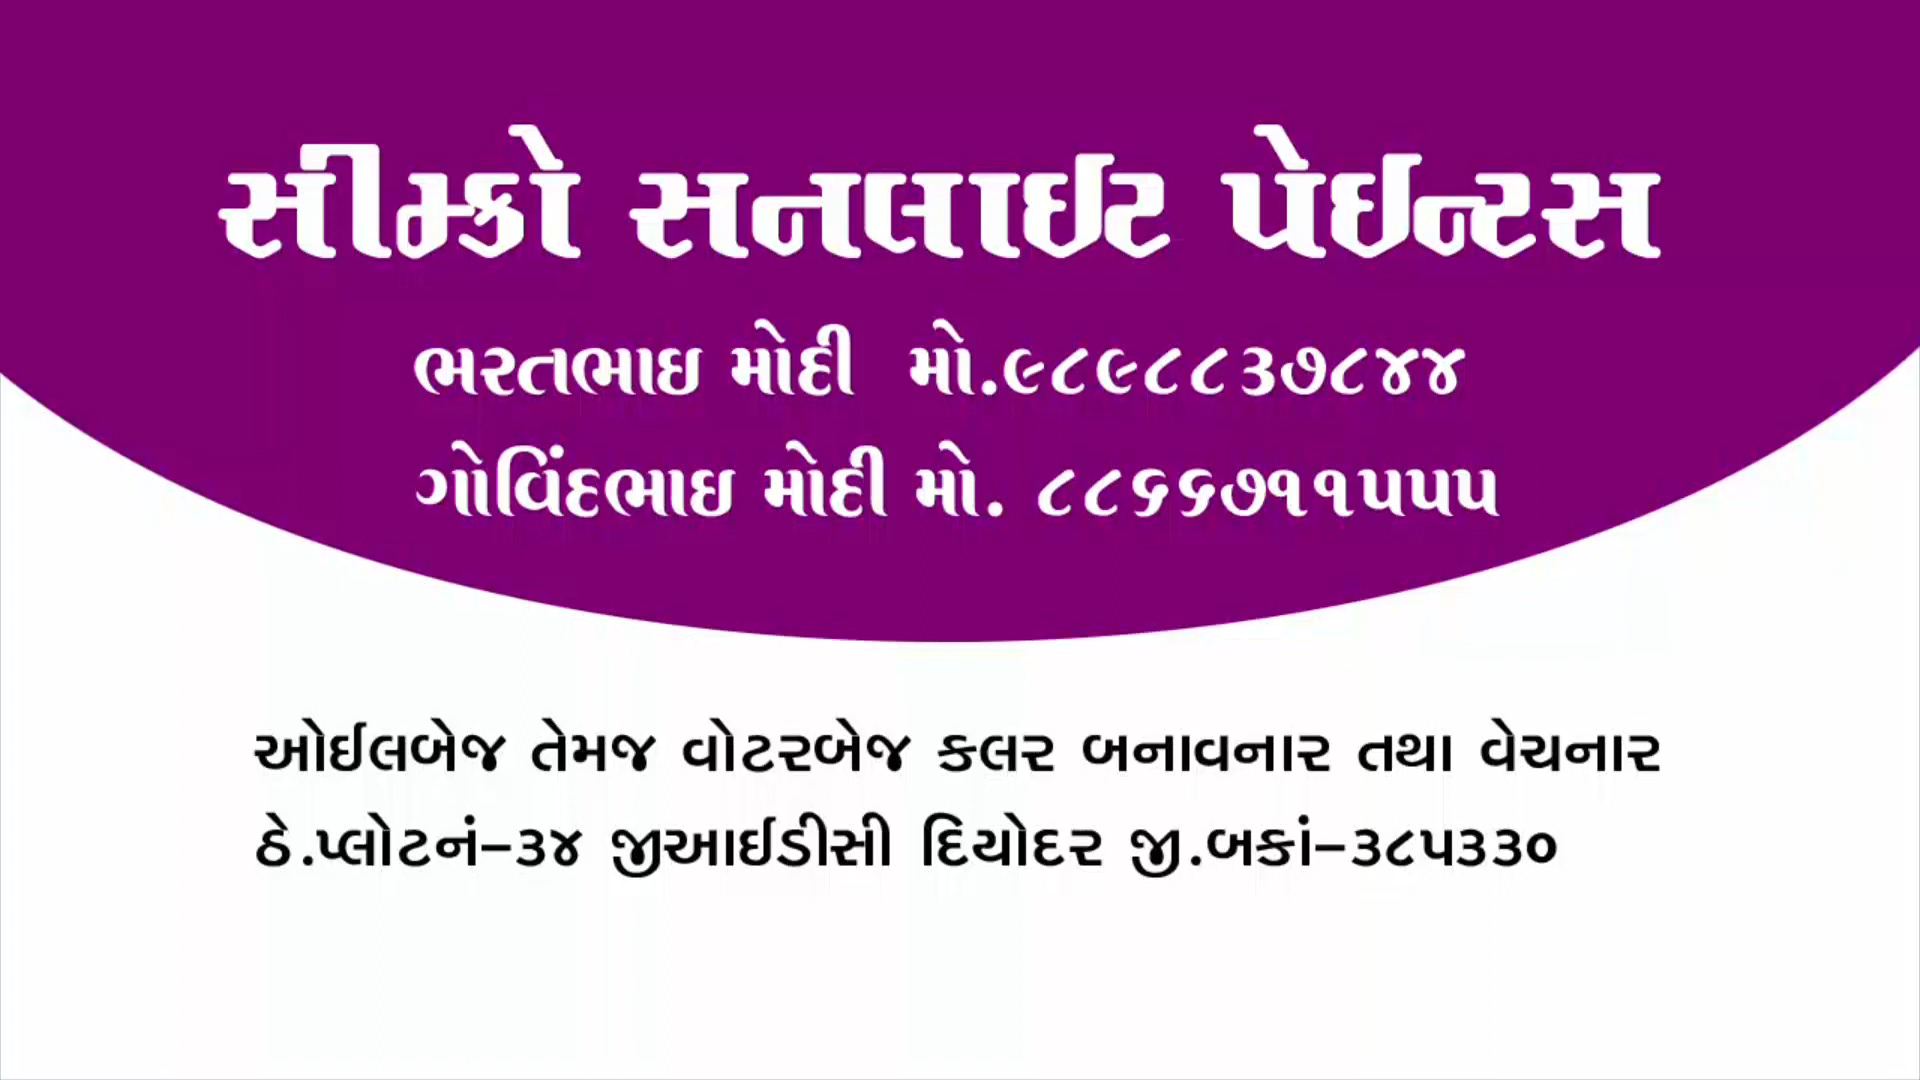 સીમ્કો સનલાઈટ પેઈન્ટસ
ભરતભાઇ મોદી મો.૯૮૯૮૮૩૭૮૪૪
ગોવિંદભાઇ મોદી મો. ૮૮૬૬૭૧૧૫૫૫
ઓઈલબેજ તેમજ વોટરબેજ કલર બનાવનાર તથા વેચનાર
ઠે.પ્લોટનં-૩૪ જીઆઈડીસી દિયોદર જી.બકાં-૩૮૫૩૩૦